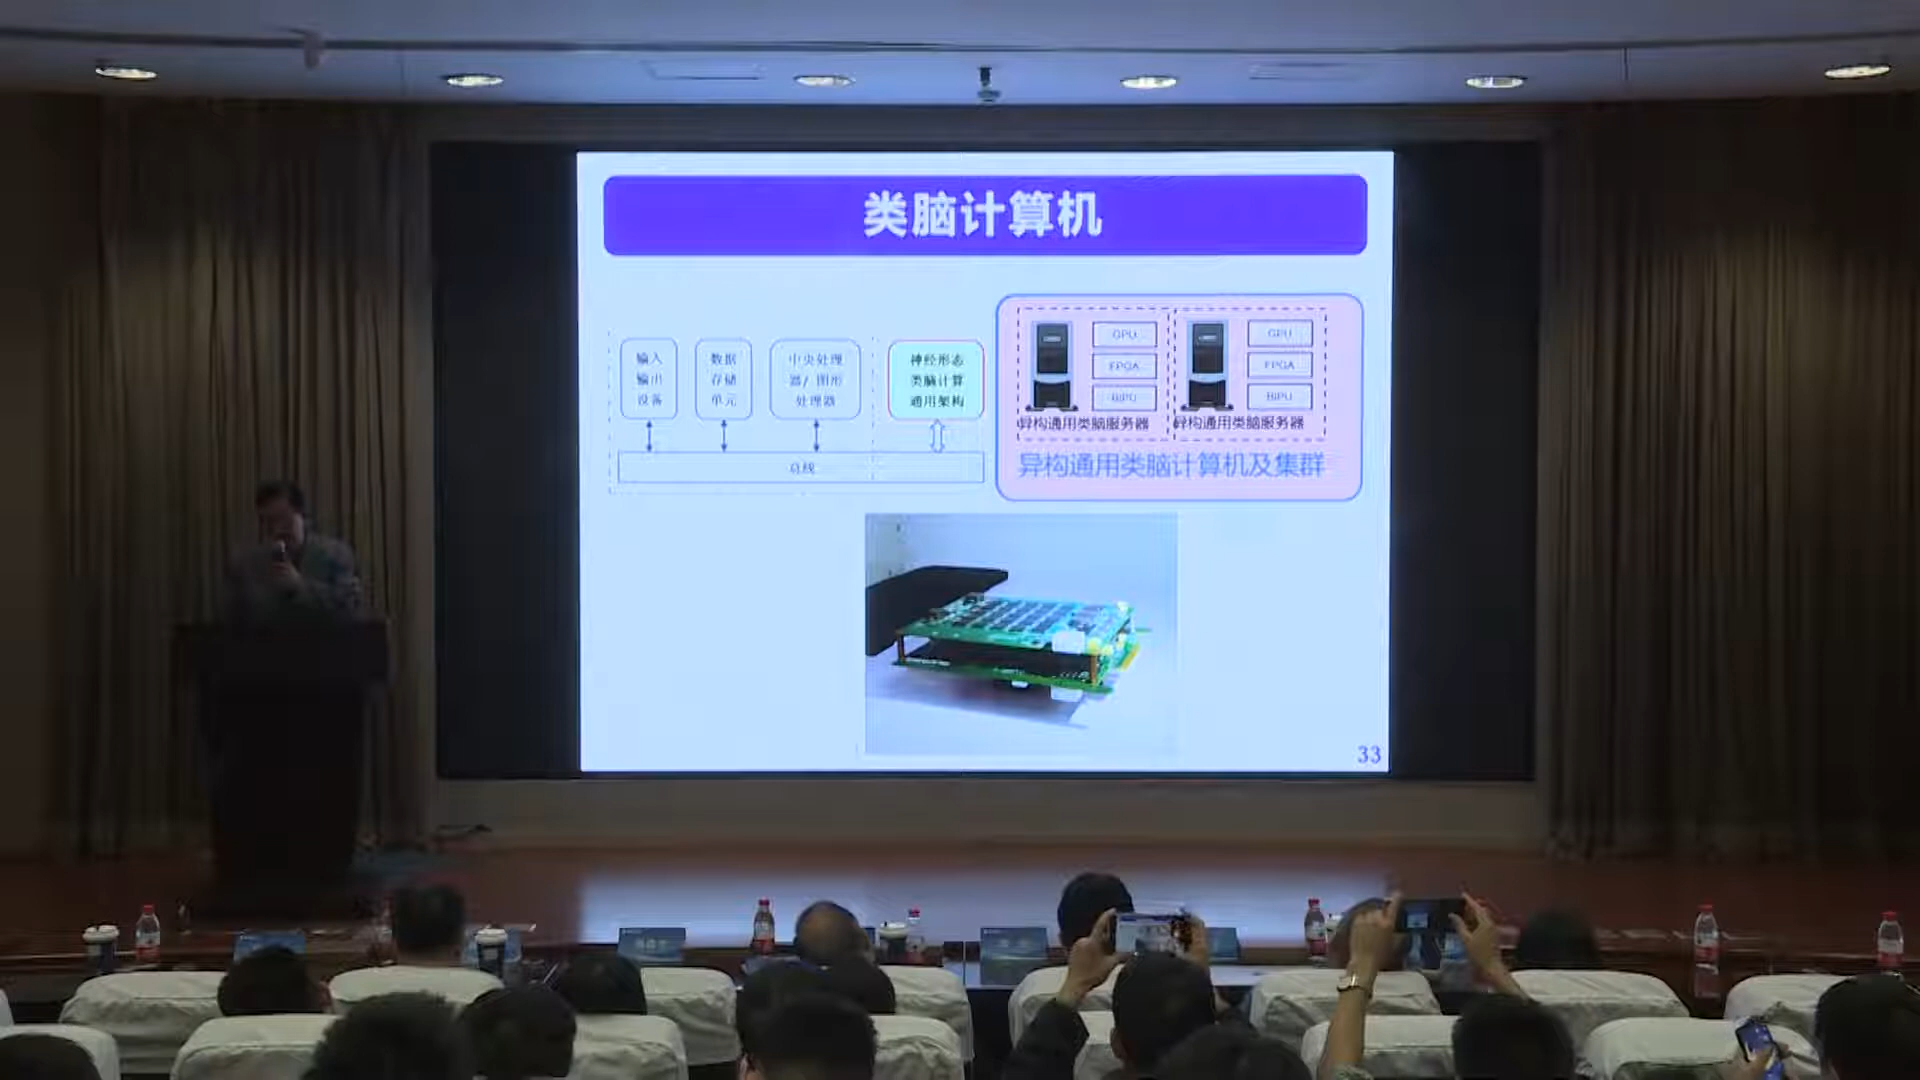 类脑计算机
输入
输出
设备
数据
存储
单元
中央处理
器/图形
处理器
神经形态
类脑计算
通用架构
总线
GPU
FPGA
BIPU
异构通用类脑服务器
GPU
FPGA
BIPU
异构通用类脑服务器
异构通用类脑计算机及集群
33